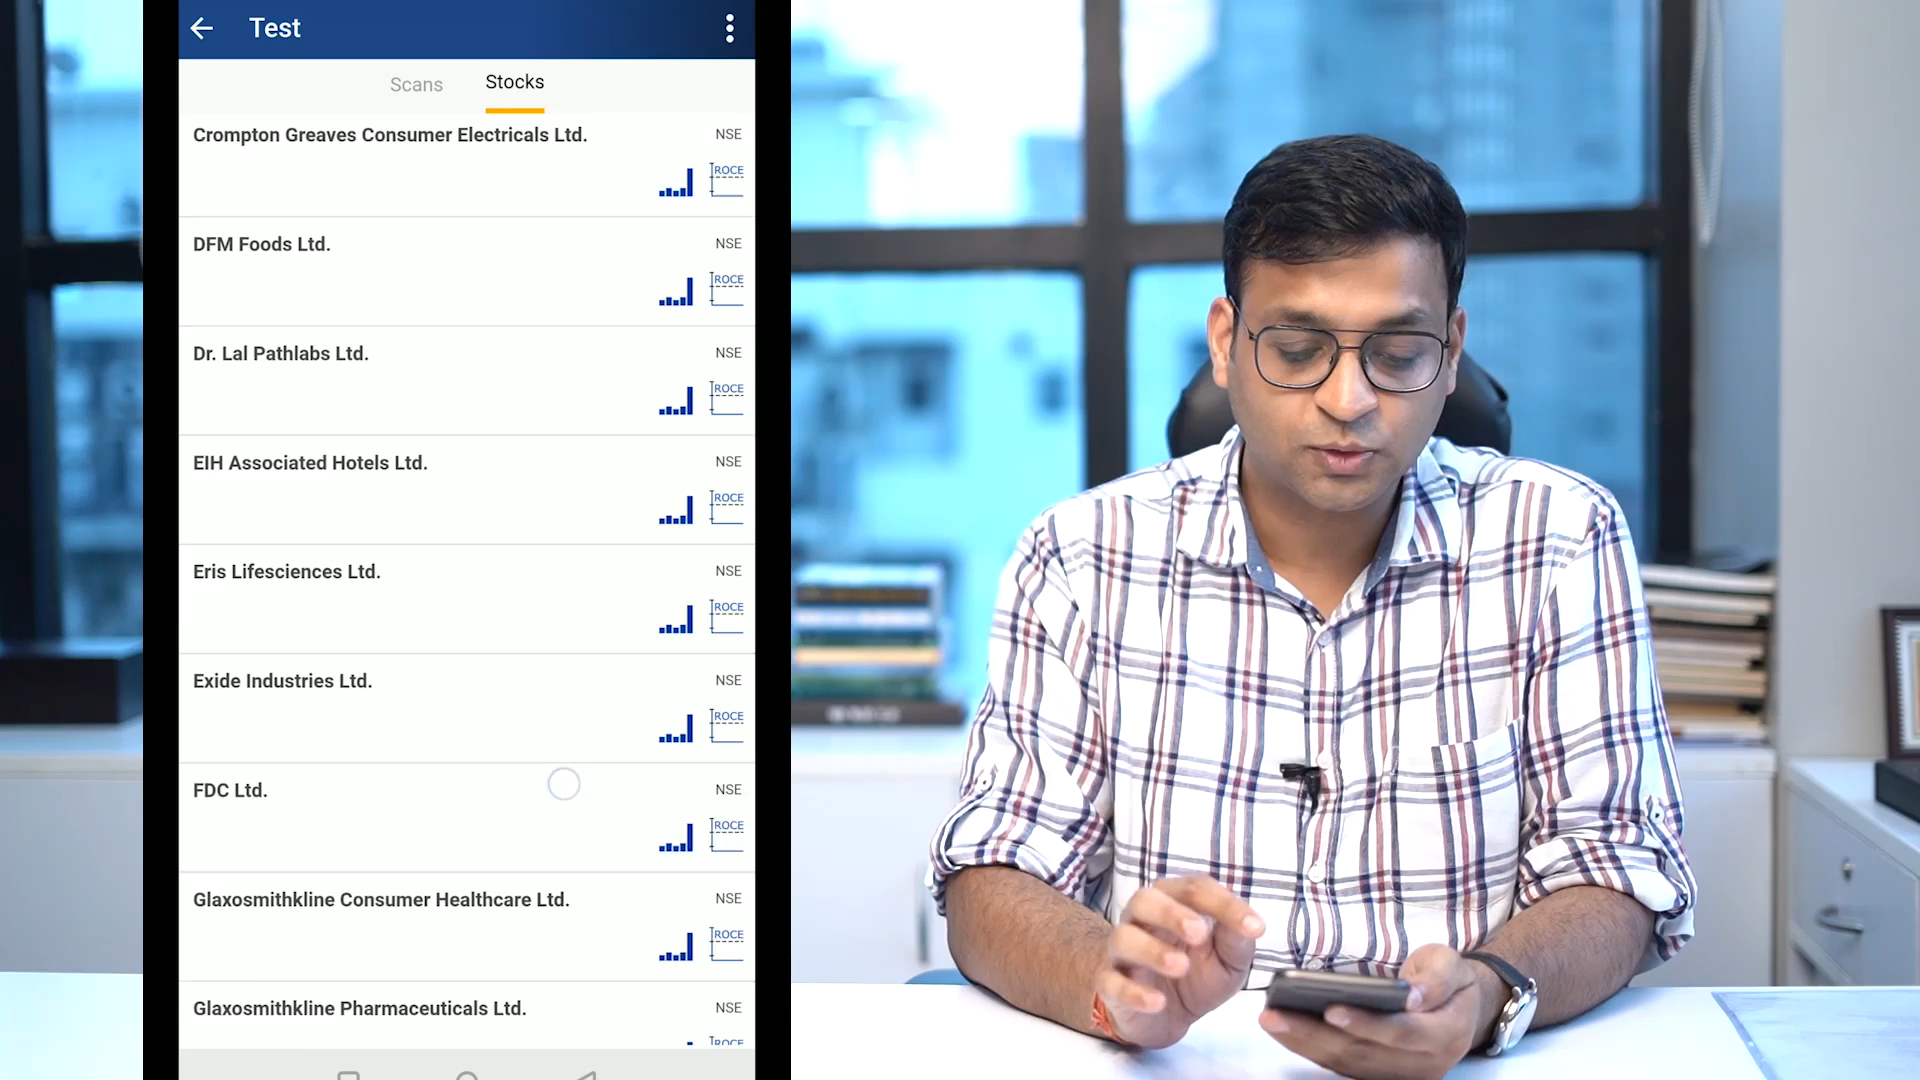 Test
Scans Stocks
Crompton Greaves Consumer Electricals Ltd. NSE
ROCE
DFM Foods Ltd. NSE
ROCE
Dr. Lal Pathlabs Ltd. NSE
ROCE
EIH Associated Hotels Ltd. NSE
ROCE
Eris Lifesciences Ltd. NSE
ROCE
Exide Industries Ltd. NSE
ROCE
FDC Ltd. NSE
ROCE
Glaxosmithkline Consumer Healthcare Ltd. NSE
ROCE
Glaxosmithkline Pharmaceuticals Ltd. NSE
ROCE